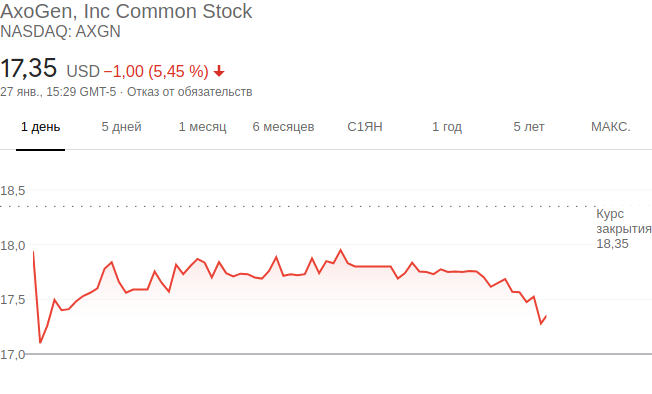 AxoGen, Inc Common Stock
NASDAQ: AXGN
17,35 USD −1,00 (5,45 %)
27 янв., 15:29 GMT-5 · Отказ от обязательств
1 день 5 дней 1 месяц 6 месяцев С1ЯН 1 год 5 лет МАКС.
18,5
Курс
закрытия
18,35
18,0
17,5
17,0